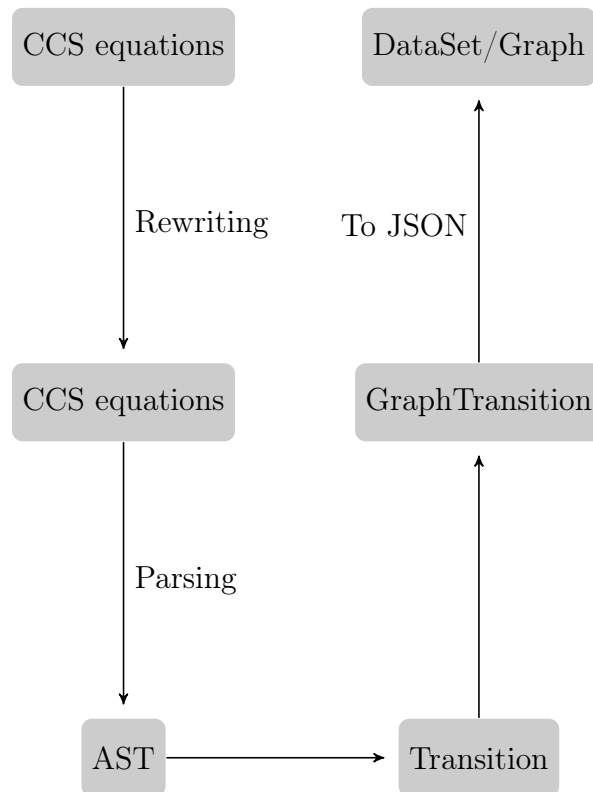 CCS equations
DataSet/Graph
Rewriting
To JSON
CCS equations
GraphTransition
Parsing
AST
Transition